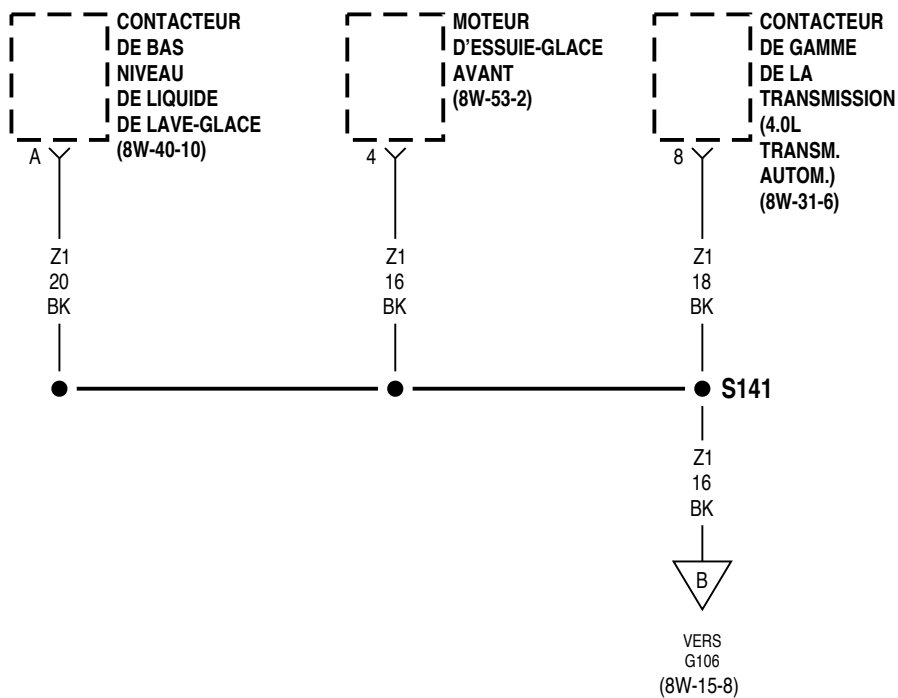 CONTACTEUR
DE BAS
NIVEAU
DE LIQUIDE
DE LAVE-GLACE
(8W-40-10)
A
MOTEUR
D'ESSUIE-GLACE
AVANT
(8W-53-2)
4
CONTACTEUR
DE GAMME
DE LA
TRANSMISSION
(4.0L
TRANSM.
AUTOM.)
(8W-31-6)
8
Z1
20
BK
Z1
16
BK
Z1
18
BK
S141
Z1
16
BK
B
VERS
G106
(8W-15-8)